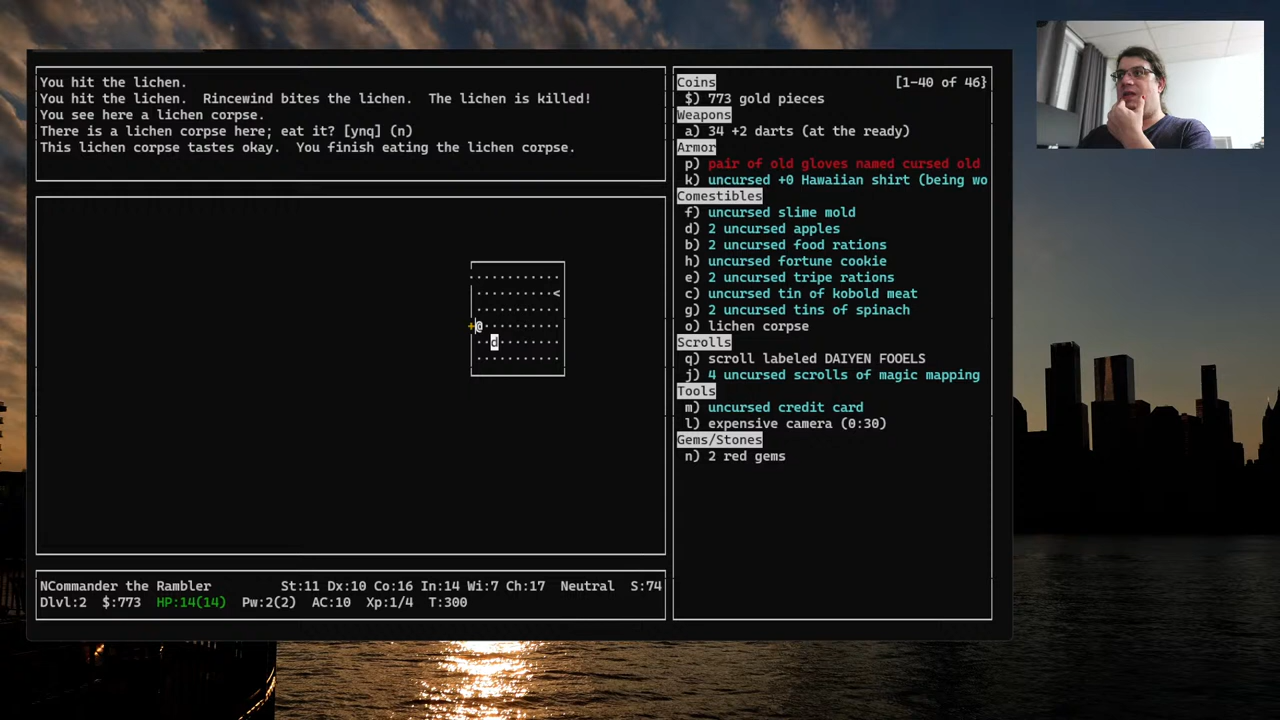 You hit the lichen.
You hit the lichen.  Rincewind bites the lichen.  The lichen is killed!
You see here a lichen corpse.
There is a lichen corpse here; eat it? [ynq] (n)
This lichen corpse tastes okay.  You finish eating the lichen corpse.
. . . . . . . . . . .
. . . . . . . . . . <
. . . . . . . . . . .
+@ . . . . . . . . . .
. . d . . . . . . . .
. . . . . . . . . . .
NCommander the Rambler St:11 Dx:10 Co:16 In:14 Wi:7 Ch:17 Neutral S:74
Dlvl:2 $:773 HP:14(14) Pw:2(2) AC:10 Xp:1/4 T:300
Coins [1-40 of 46}
$) 773 gold pieces
Weapons
a) 34 +2 darts (at the ready)
Armor
p) pair of old gloves named cursed old
k) uncursed +0 Hawaiian shirt (being wo
Comestibles
f) uncursed slime mold
d) 2 uncursed apples
b) 2 uncursed food rations
h) uncursed fortune cookie
e) 2 uncursed tripe rations
c) uncursed tin of kobold meat
g) 2 uncursed tins of spinach
o) lichen corpse
Scrolls
q) scroll labeled DAIYEN FOOELS
j) 4 uncursed scrolls of magic mapping
Tools
m) uncursed credit card
l) expensive camera (0:30)
Gems/Stones
n) 2 red gems